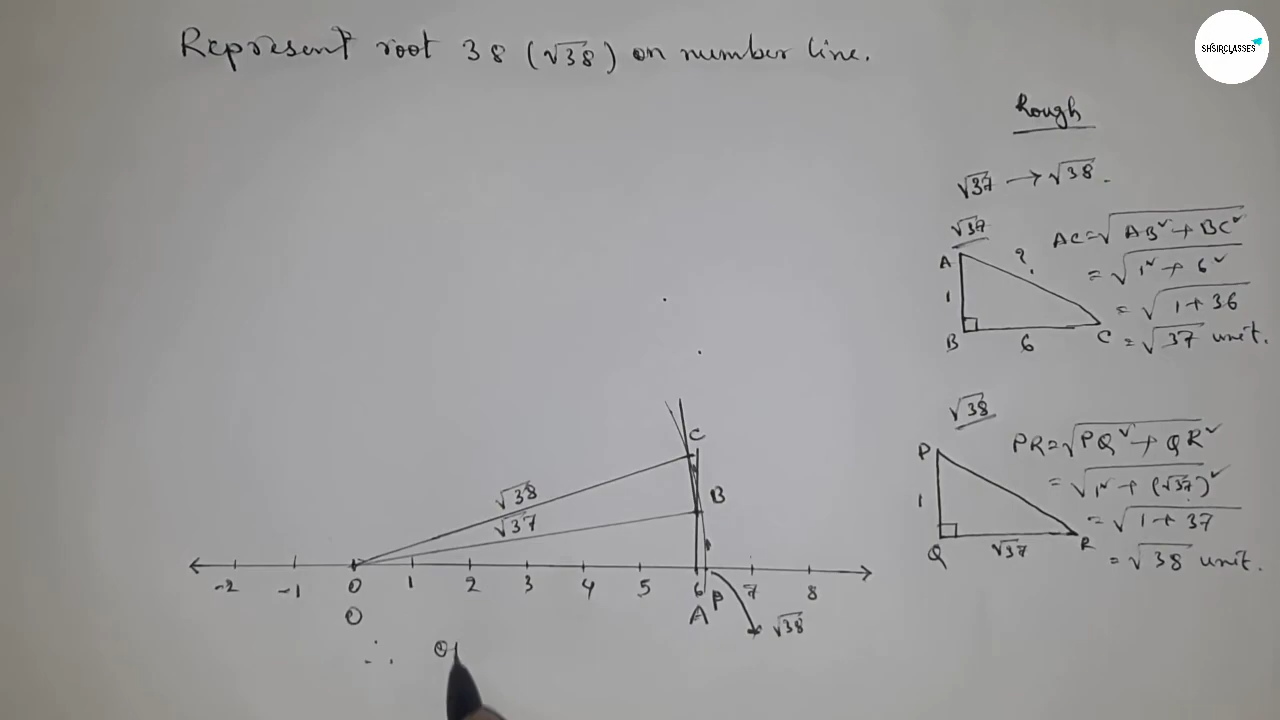 Represent root 38 (√38) on number line.
SHSIRCLASSES
Rough
√37 → √38.
√37
AC = √AB² + BC²
= √1² + 6²
= √1 + 36
= √37 unit.
A
?
1
B
6
C
√38
PR = √PQ² + QR²
= √1² + (√37)²
= √1 + 37
= √38 unit.
P
1
Q
√37
R
C
√38
B
√37
-2 -1 0 1 2 3 4 5 6 7 8
O A P √38
∴